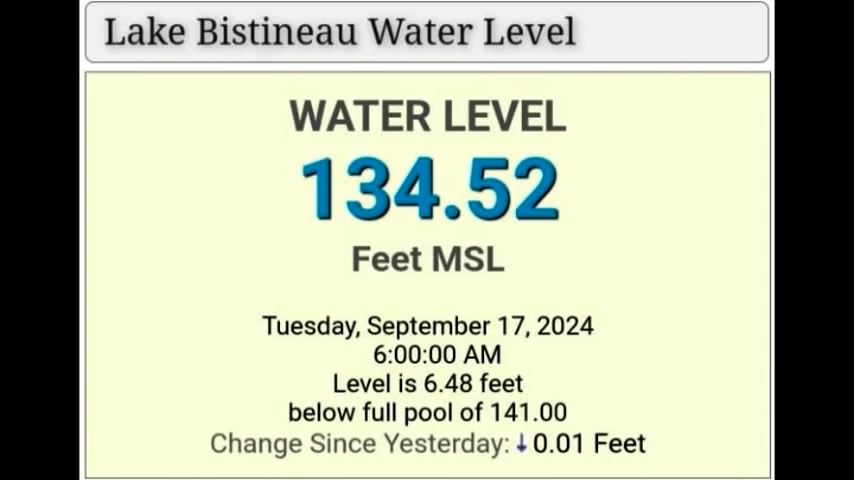 Lake Bistineau Water Level
WATER LEVEL
134.52
Feet MSL
Tuesday, September 17, 2024
6:00:00 AM
Level is 6.48 feet
below full pool of 141.00
Change Since Yesterday: ↓ 0.01 Feet